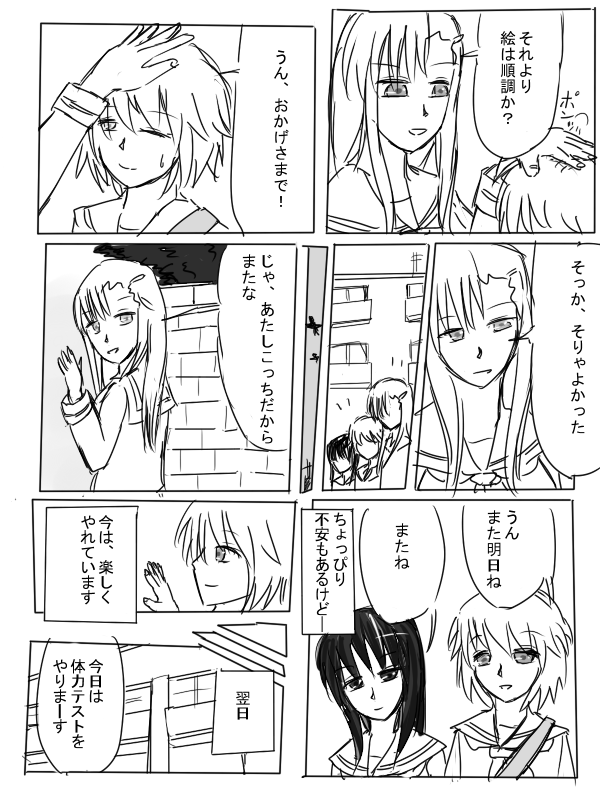 それより
絵は順調か？
ポンッ
うん、おかげさまで！
そっか、そりゃよかった
じゃ、あたしこっちだから
またな
うん
また明日ね
またね
ちょっぴり
不安もあるけど―
今は、楽しく
やれています
翌日
今日は
体力テストを
やりまーす